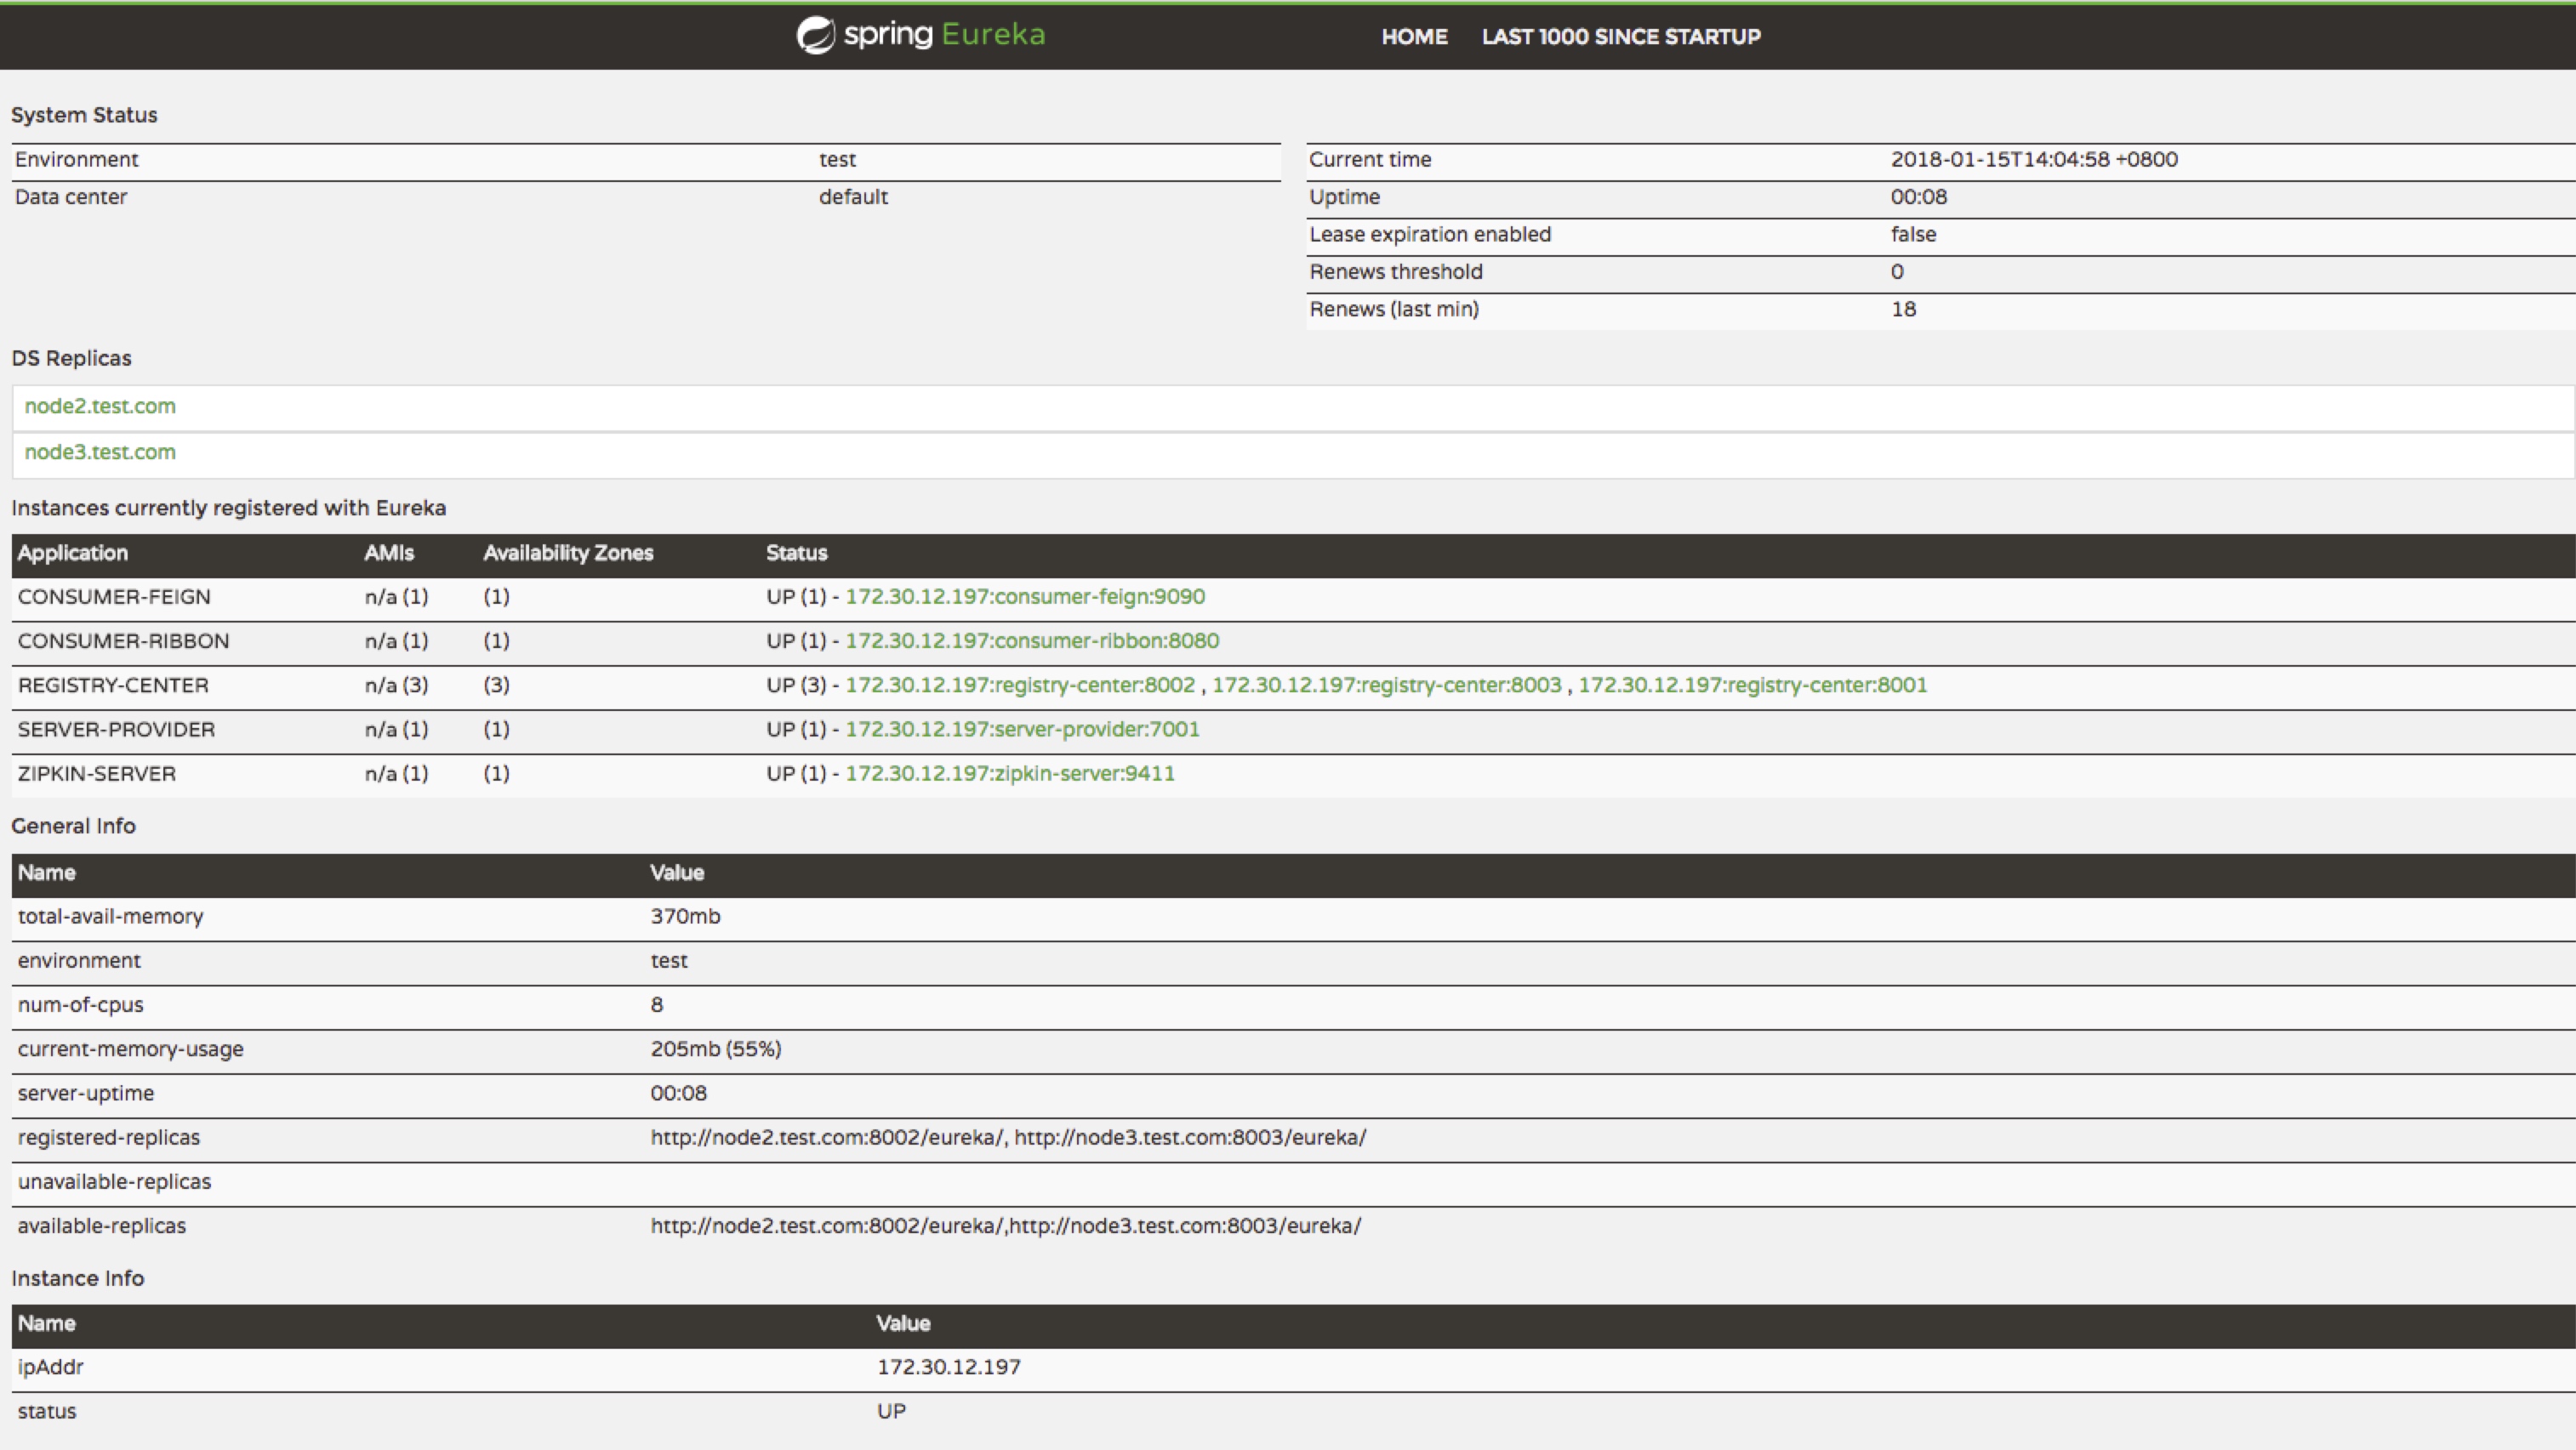 spring Eureka HOME LAST 1000 SINCE STARTUP
System Status
Environment test
Data center default
Current time 2018-01-15T14:04:58 +0800
Uptime 00:08
Lease expiration enabled false
Renews threshold 0
Renews (last min) 18
DS Replicas
node2.test.com
node3.test.com
Instances currently registered with Eureka
Application AMIs Availability Zones Status
CONSUMER-FEIGN n/a (1) (1) UP (1) - 172.30.12.197:consumer-feign:9090
CONSUMER-RIBBON n/a (1) (1) UP (1) - 172.30.12.197:consumer-ribbon:8080
REGISTRY-CENTER n/a (3) (3) UP (3) - 172.30.12.197:registry-center:8002 , 172.30.12.197:registry-center:8003 , 172.30.12.197:registry-center:8001
SERVER-PROVIDER n/a (1) (1) UP (1) - 172.30.12.197:server-provider:7001
ZIPKIN-SERVER n/a (1) (1) UP (1) - 172.30.12.197:zipkin-server:9411
General Info
Name Value
total-avail-memory 370mb
environment test
num-of-cpus 8
current-memory-usage 205mb (55%)
server-uptime 00:08
registered-replicas http://node2.test.com:8002/eureka/, http://node3.test.com:8003/eureka/
unavailable-replicas
available-replicas http://node2.test.com:8002/eureka/,http://node3.test.com:8003/eureka/
Instance Info
Name Value
ipAddr 172.30.12.197
status UP